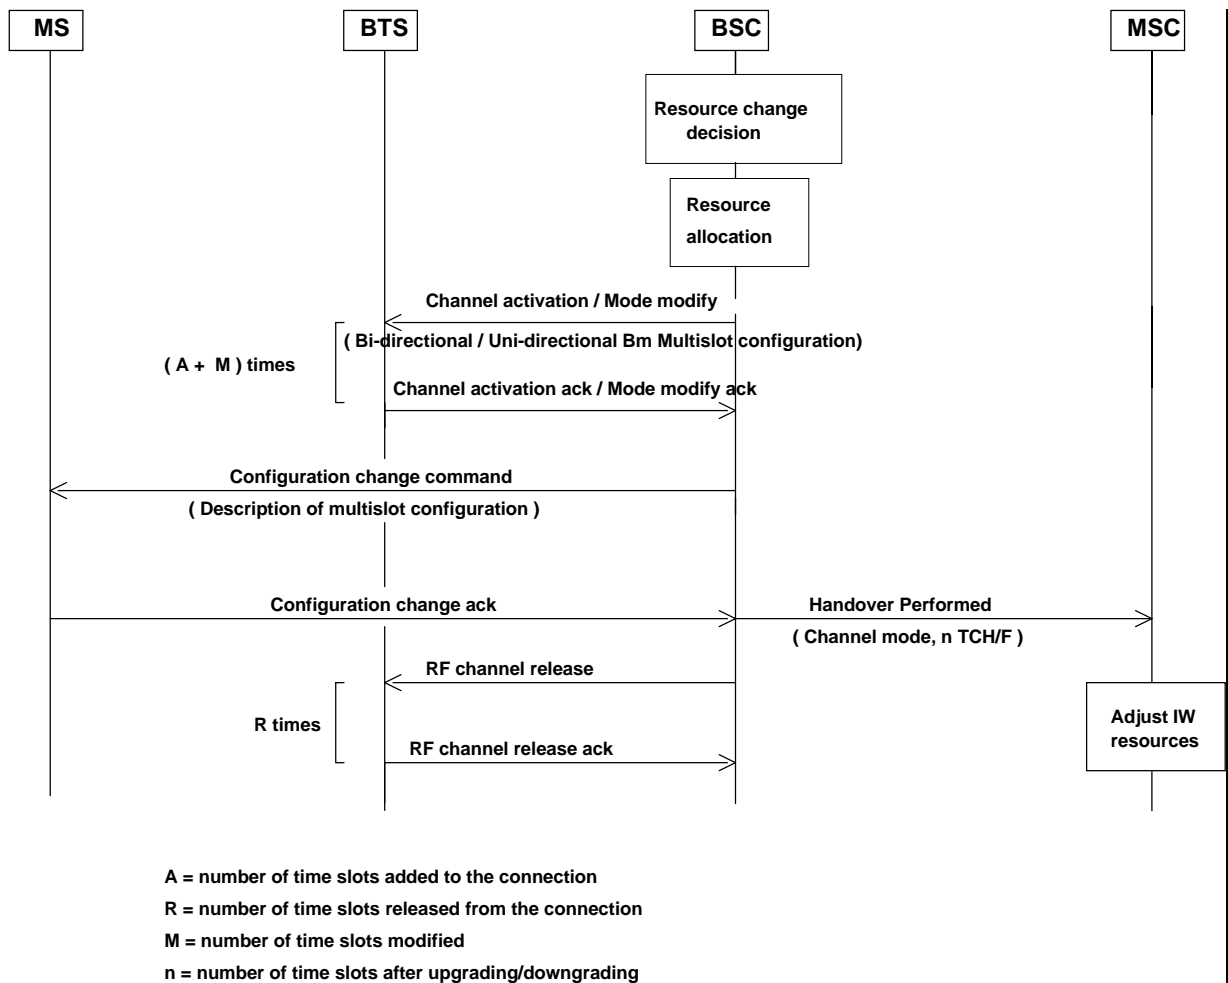 MS
BTS
BSC
MSC
Resource change
decision
Resource
allocation
Channel activation / Mode modify
( Bi-directional / Uni-directional Bm Multislot configuration)
( A + M ) times
Channel activation ack / Mode modify ack
Configuration change command
( Description of multislot configuration )
Configuration change ack
Handover Performed
( Channel mode, n TCH/F )
RF channel release
R times
Adjust IW
resources
RF channel release ack
A = number of time slots added to the connection
R = number of time slots released from the connection
M = number of time slots modified
n = number of time slots after upgrading/downgrading